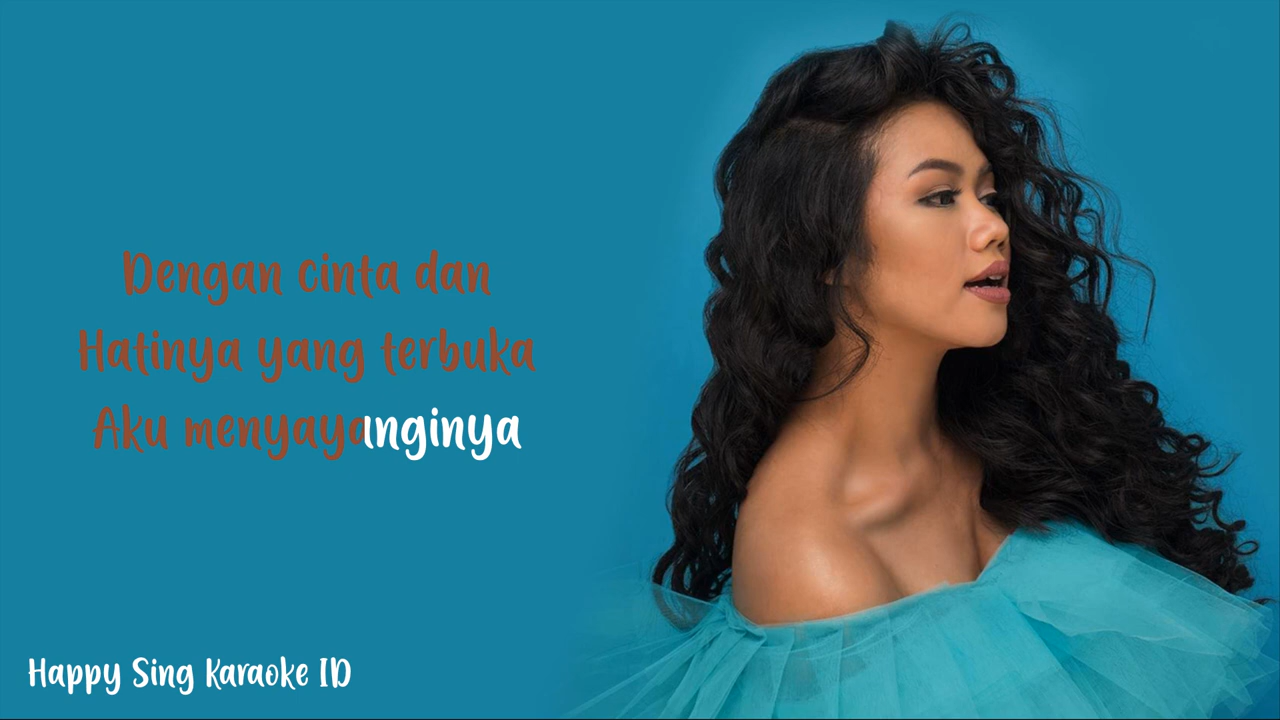 Dengan cinta dan
Hatinya yang terbuka
Aku menyayanginya
Happy Sing Karaoke ID